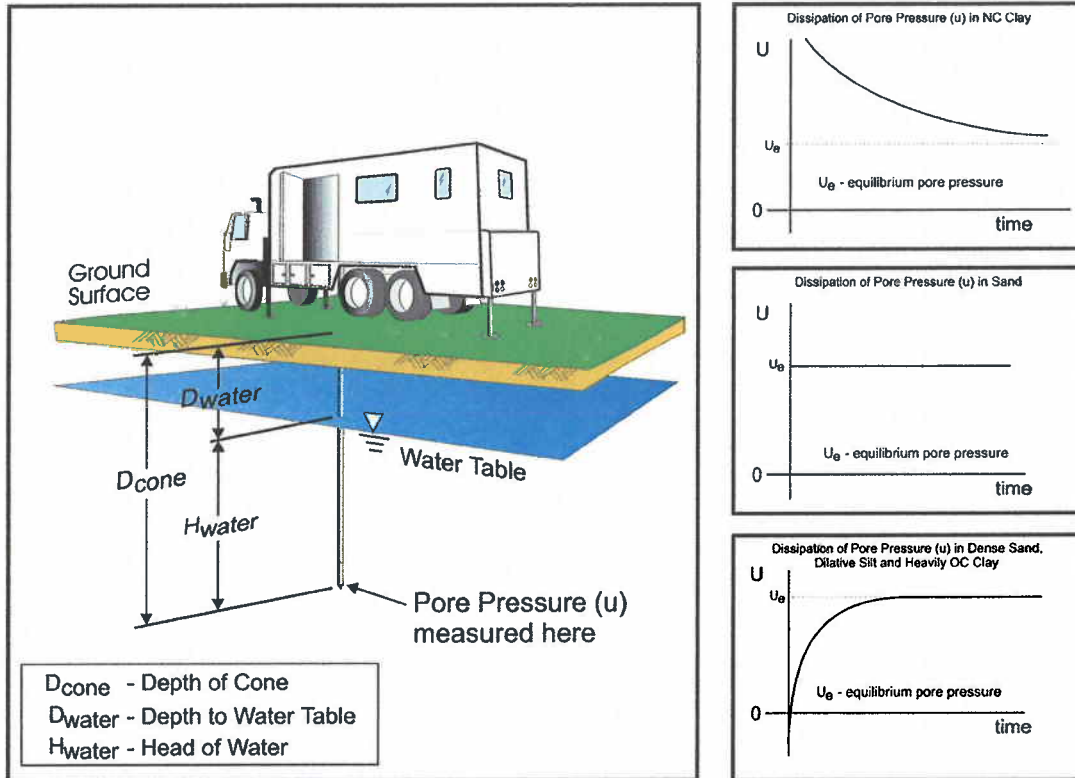 Ground
Surface
Dwater
Dcone
Hwater
Water Table
Pore Pressure (u)
measured here
Dcone - Depth of Cone
Dwater - Depth to Water Table
Hwater - Head of Water
Dissipation of Pore Pressure (u) in NC Clay
U
Ue
Ue - equilibrium pore pressure
0
time
Dissipation of Pore Pressure (u) in Sand
U
Ue
Ue - equilibrium pore pressure
0
time
Dissipation of Pore Pressure (u) in Dense Sand,
Dilative Silt and Heavily OC Clay
U
Ue
Ue - equilibrium pore pressure
0
time